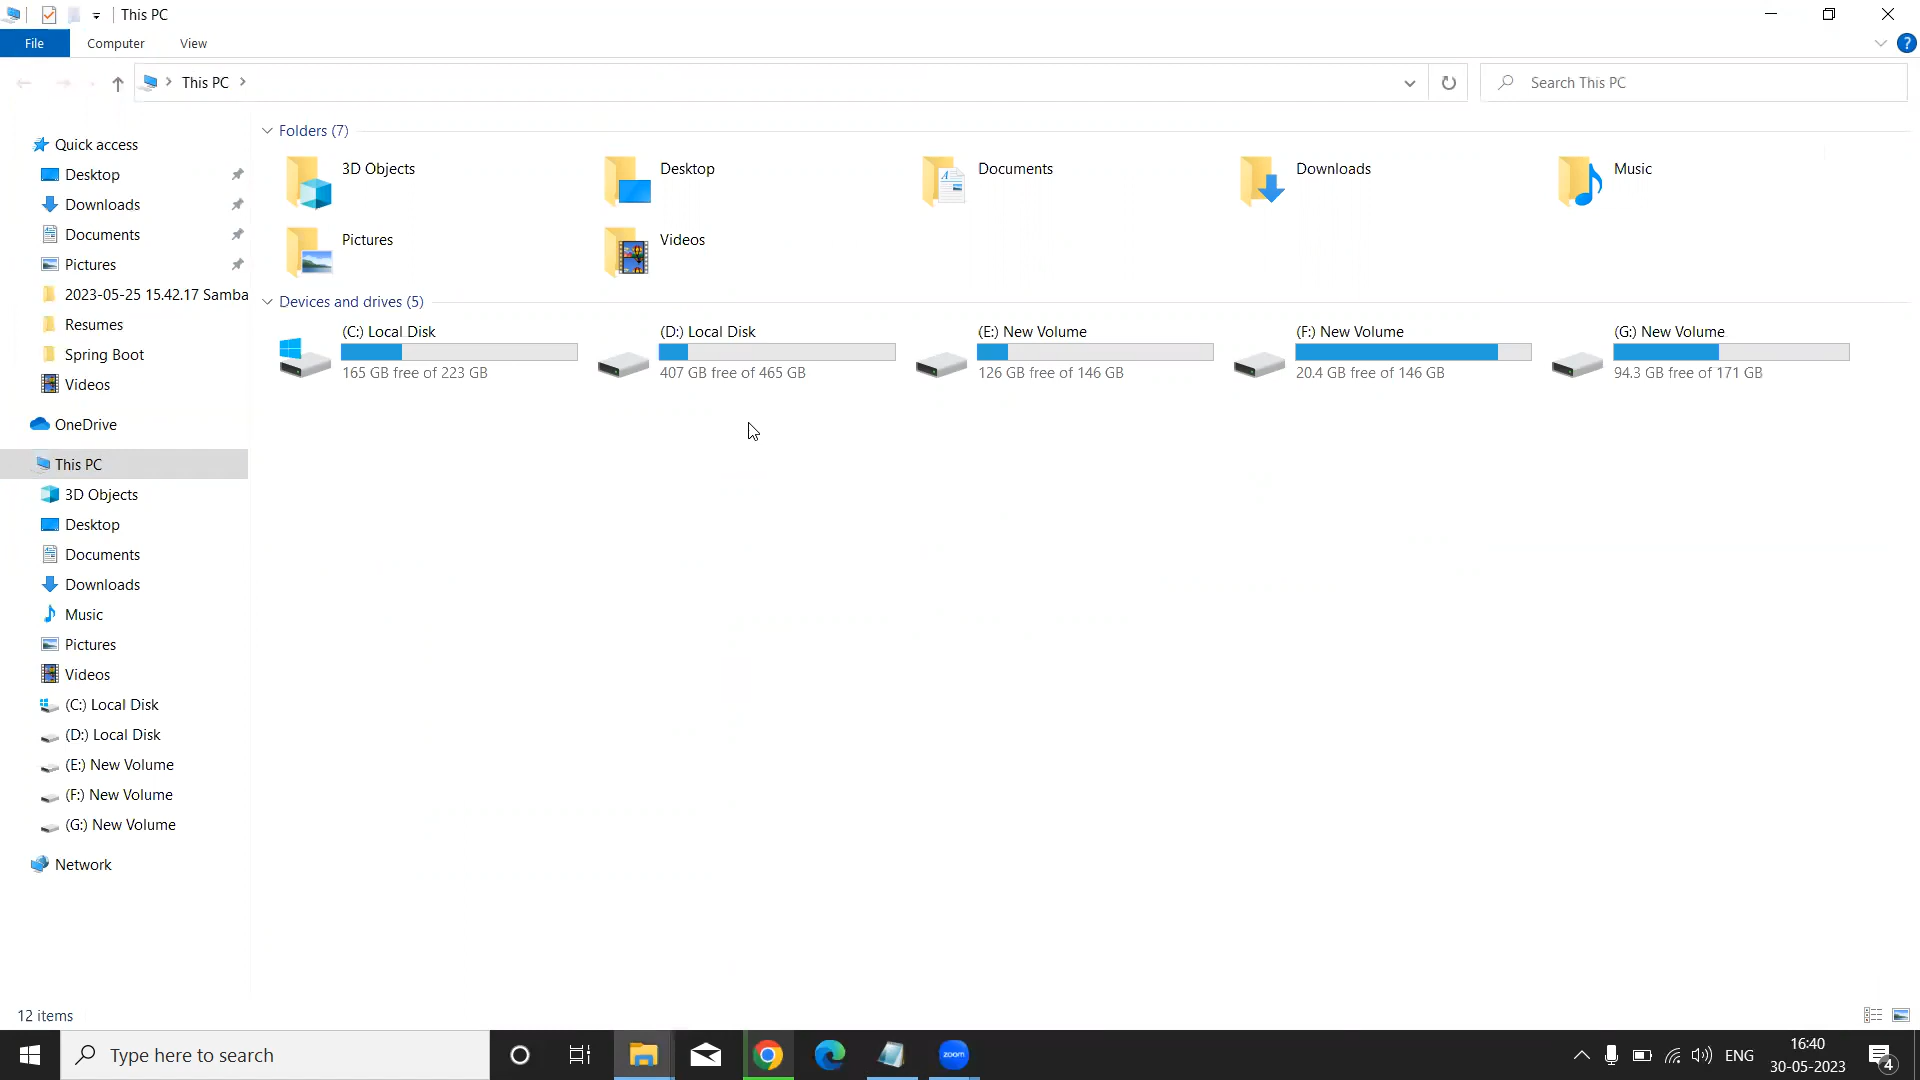 This PC
File Computer View
This PC
Search This PC
Quick access
Desktop
Downloads
Documents
Pictures
2023-05-25 15.42.17 Samba
Resumes
Spring Boot
Videos
OneDrive
This PC
3D Objects
Desktop
Documents
Downloads
Music
Pictures
Videos
(C:) Local Disk
(D:) Local Disk
(E:) New Volume
(F:) New Volume
(G:) New Volume
Network
Folders (7)
3D Objects Desktop Documents Downloads Music
Pictures Videos
Devices and drives (5)
(C:) Local Disk
165 GB free of 223 GB
(D:) Local Disk
407 GB free of 465 GB
(E:) New Volume
126 GB free of 146 GB
(F:) New Volume
20.4 GB free of 146 GB
(G:) New Volume
94.3 GB free of 171 GB
12 items
Type here to search
zoom
ENG
16:40
30-05-2023
4